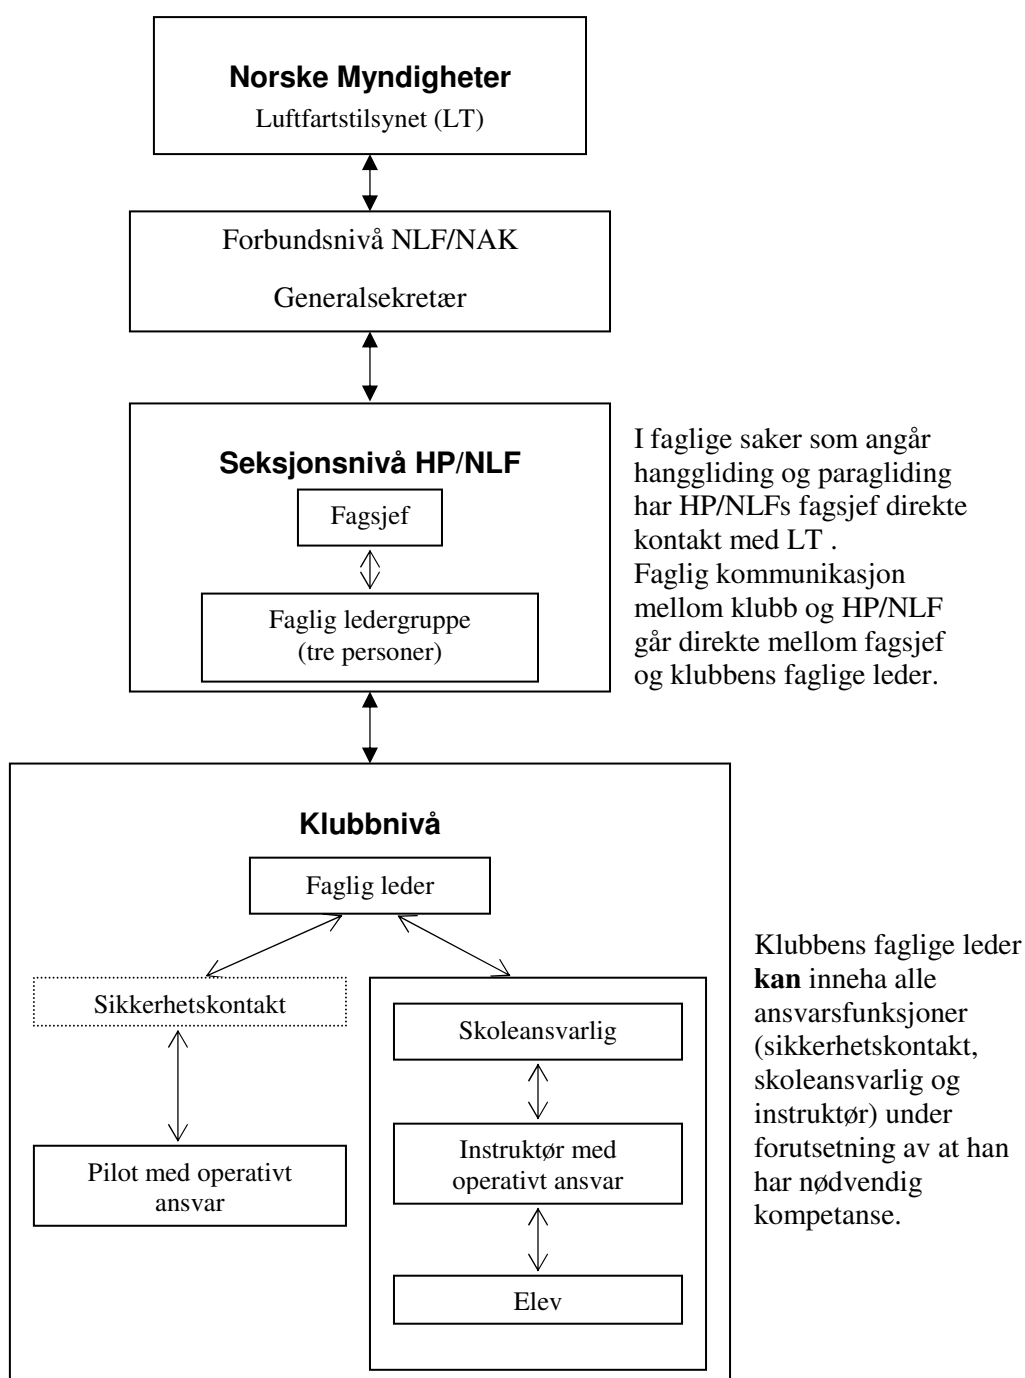 Norske Myndigheter
Luftfartstilsynet (LT)
Forbundsnivå NLF/NAK
Generalsekretær
Seksjonsnivå HP/NLF
Fagsjef
Faglig ledergruppe
(tre personer)
I faglige saker som angår
hanggliding og paragliding
har HP/NLFs fagsjef direkte
kontakt med LT .
Faglig kommunikasjon
mellom klubb og HP/NLF
går direkte mellom fagsjef
og klubbens faglige leder.
Klubbnivå
Faglig leder
Sikkerhetskontakt
Pilot med operativt
ansvar
Skoleansvarlig
Instruktør med
operativt ansvar
Elev
Klubbens faglige leder
kan inneha alle
ansvarsfunksjoner
(sikkerhetskontakt,
skoleansvarlig og
instruktør) under
forutsetning av at han
har nødvendig
kompetanse.